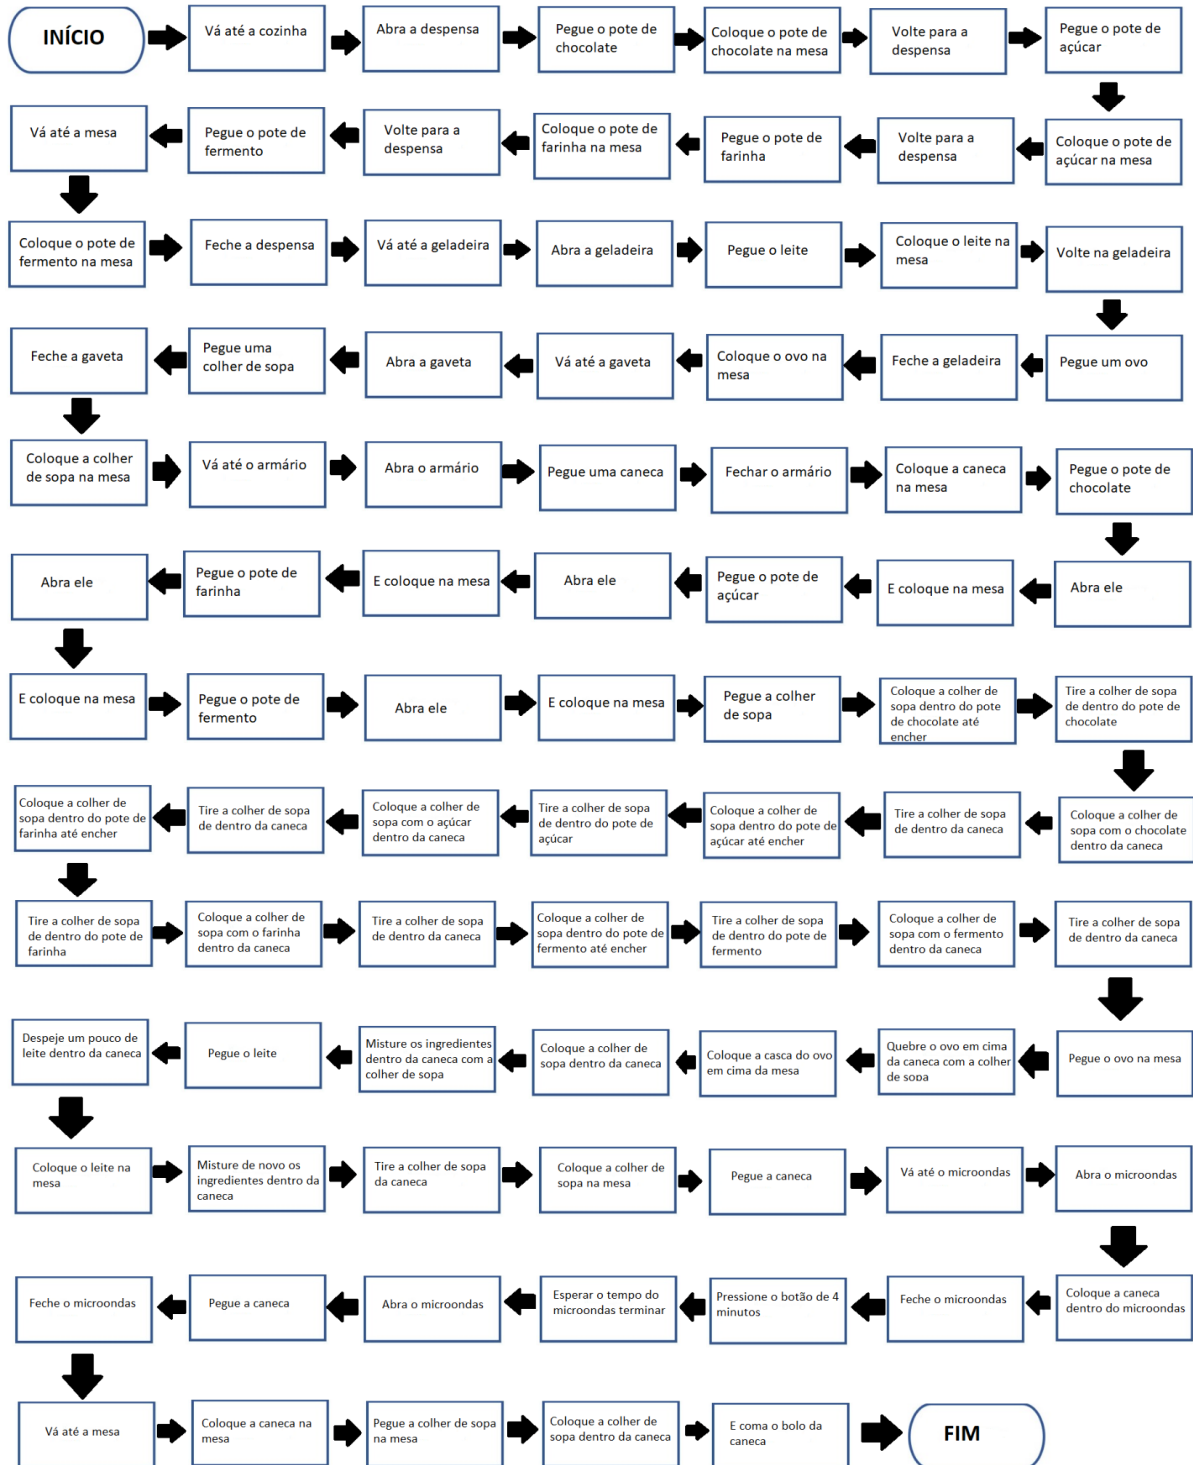 INÍCIO
Vá até a cozinha
Abra a despensa
Pegue o pote de
chocolate
Coloque o pote de
chocolate na mesa
Volte para a
despensa
Pegue o pote de
açúcar
Coloque o pote de
açúcar na mesa
Volte para a
despensa
Pegue o pote de
farinha
Coloque o pote de
farinha na mesa
Volte para a
despensa
Pegue o pote de
fermento
Vá até a mesa
Coloque o pote de
fermento na mesa
Feche a despensa
Vá até a geladeira
Abra a geladeira
Pegue o leite
Coloque o leite na
mesa
Volte na geladeira
Pegue um ovo
Feche a geladeira
Coloque o ovo na
mesa
Vá até a gaveta
Abra a gaveta
Pegue uma
colher de sopa
Feche a gaveta
Coloque a colher
de sopa na mesa
Vá até o armário
Abra o armário
Pegue uma caneca
Fechar o armário
Coloque a caneca
na mesa
Pegue o pote de
chocolate
Abra ele
E coloque na mesa
Pegue o pote de
açúcar
Abra ele
E coloque na mesa
Pegue o pote de
farinha
Abra ele
E coloque na mesa
Pegue o pote de
fermento
Abra ele
E coloque na mesa
Pegue a colher
de sopa
Coloque a colher de
sopa dentro do pote
de chocolate até
encher
Tire a colher de sopa
de dentro do pote de
chocolate
Coloque a colher de
sopa com o chocolate
dentro da caneca
Tire a colher de sopa
de dentro da caneca
Coloque a colher de
sopa dentro do pote de
açúcar até encher
Tire a colher de sopa
de dentro do pote de
açúcar
Coloque a colher de
sopa com o açúcar
dentro da caneca
Tire a colher de sopa
de dentro da caneca
Coloque a colher de
sopa dentro do pote de
farinha até encher
Tire a colher de sopa
de dentro do pote de
farinha
Coloque a colher de
sopa com o farinha
dentro da caneca
Tire a colher de sopa
de dentro da caneca
Coloque a colher de
sopa dentro do pote de
fermento até encher
Tire a colher de sopa
de dentro do pote de
fermento
Coloque a colher de
sopa com o fermento
dentro da caneca
Tire a colher de sopa
de dentro da caneca
Pegue o ovo na mesa
Quebre o ovo em cima
da caneca com a colher
de sopa
Coloque a casca do ovo
em cima da mesa
Coloque a colher de
sopa dentro da caneca
Misture os ingredientes
dentro da caneca com a
colher de sopa
Pegue o leite
Despeje um pouco de
leite dentro da caneca
Coloque o leite na
mesa
Misture de novo os
ingredientes dentro da
caneca
Tire a colher de sopa
da caneca
Coloque a colher de
sopa na mesa
Pegue a caneca
Vá até o microondas
Abra o microondas
Coloque a caneca
dentro do microondas
Feche o microondas
Pressione o botão de 4
minutos
Esperar o tempo do
microondas terminar
Abra o microondas
Pegue a caneca
Feche o microondas
Vá até a mesa
Coloque a caneca na
mesa
Pegue a colher de sopa
na mesa
Coloque a colher de
sopa dentro da caneca
E coma o bolo da
caneca
FIM